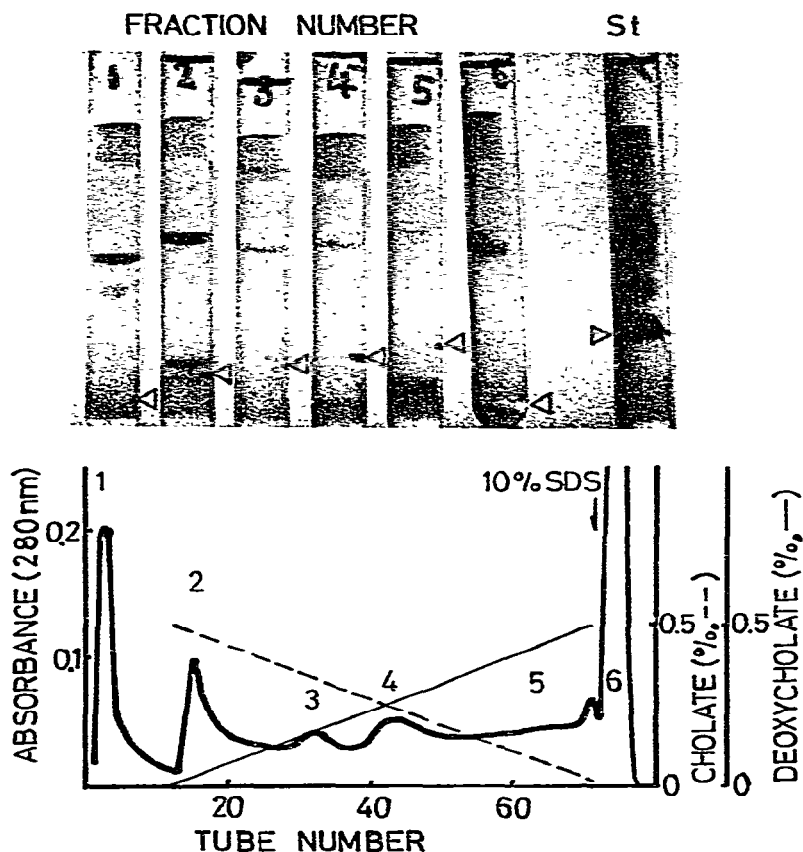 FRACTION NUMBER St
1 2 3 4 5 6
1
10% SDS
0.2
2
0.5 0.5
0.1
3 4 5 6
0 0
20 40 60
TUBE NUMBER
ABSORBANCE (280nm)
CHOLATE (%, --)
DEOXYCHOLATE (%, —)